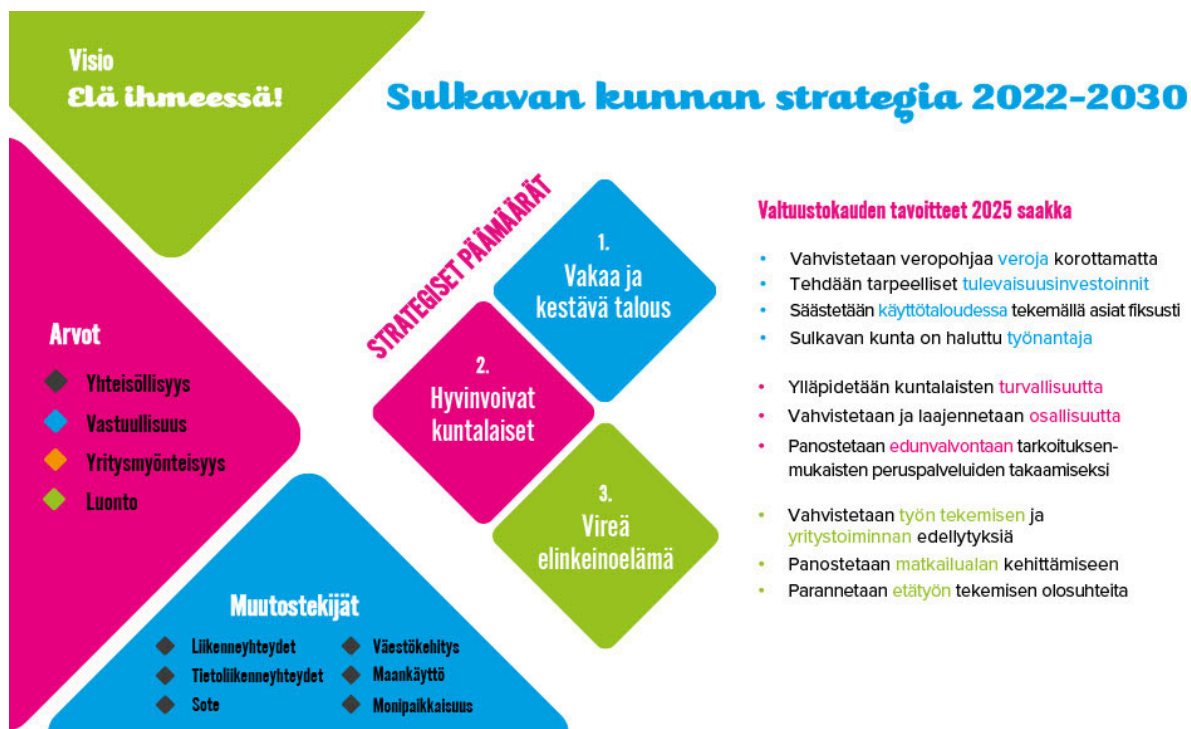 Visio
Elä ihmeessä!
Sulkavan kunnan strategia 2022-2030
Arvot
Yhteisöllisyys
Vastuullisuus
Yritysmyönteisyys
Luonto
Muutostekijät
Liikenneyhteydet
Tietoliikenneyhteydet
Sote
Väestökehitys
Maankäyttö
Monipaikkaisuus
STRATEGISET PÄÄMÄÄRÄT
1.
Vakaa ja
kestävä talous
2.
Hyvinvoivat
kuntalaiset
3.
Vireä
elinkeinoelämä
Valtuustokauden tavoitteet 2025 saakka
• Vahvistetaan veropohjaa veroja korottamatta
• Tehdään tarpeelliset tulevaisuusinvestoinnit
• Säästetään käyttötaloudessa tekemällä asiat fiksusti
• Sulkavan kunta on haluttu työnantaja
• Ylläpidetään kuntalaisten turvallisuutta
• Vahvistetaan ja laajennetaan osallisuutta
• Panostetaan edunvalvontaan tarkoituksen-
mukaisten peruspalveluiden takaamiseksi
• Vahvistetaan työn tekemisen ja
yritystoiminnan edellytyksiä
• Panostetaan matkailualan kehittämiseen
• Parannetaan etätyön tekemisen olosuhteita